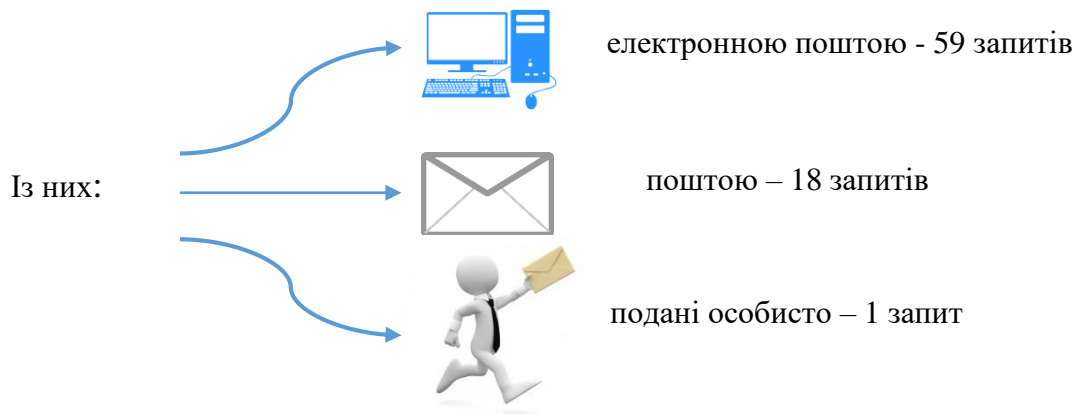 електронною поштою - 59 запитів
Із них:
поштою – 18 запитів
подані особисто – 1 запит